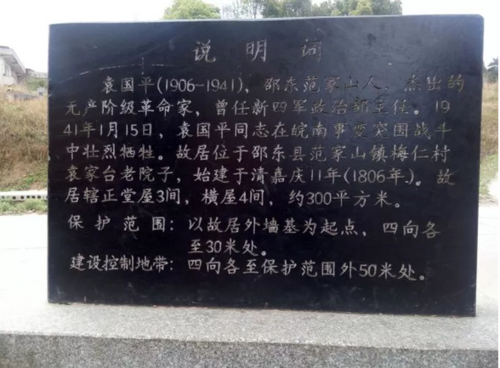 说明词
袁国平(1906-1941)，邵东范家山人，杰出的
无产阶级革命家，曾任新四军政治部主任。19
41年1月15日，袁国平同志在皖南事变突围战斗
中壮烈牺牲。故居位于邵东县范家山镇梅仁村
袁家台老院子，始建于清嘉庆11年(1806年)。故
居辖正堂屋3间，横屋4间，约300平方米。
保护范围：以故居外墙基为起点，四向各
至30米处。
建设控制地带：四向各至保护范围外50米处。